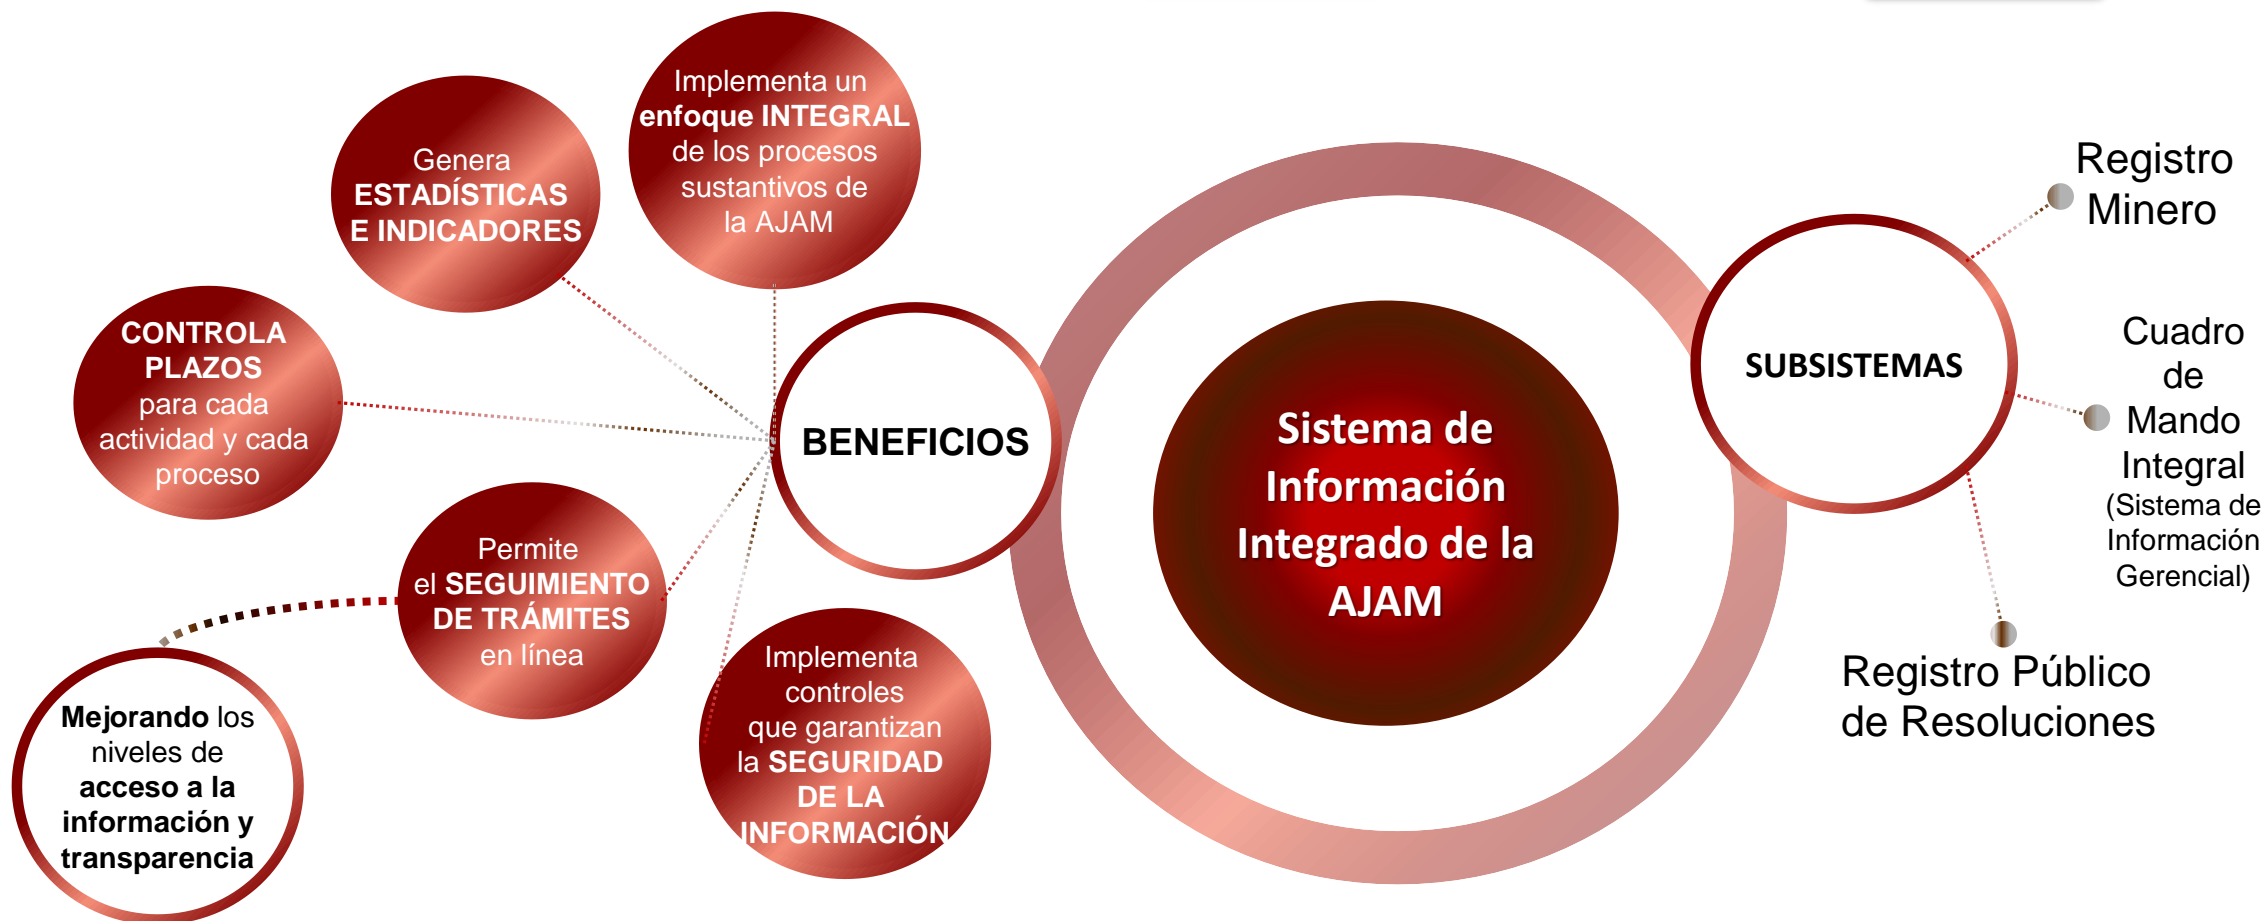 Implementa un
enfoque INTEGRAL
de los procesos
sustantivos de
la AJAM
Genera
ESTADÍSTICAS
E INDICADORES
CONTROLA
PLAZOS
para cada
actividad y cada
proceso
Permite
el SEGUIMIENTO
DE TRÁMITES
en línea
Mejorando los
niveles de
acceso a la
información y
transparencia
Implementa
controles
que garantizan
la SEGURIDAD
DE LA
INFORMACIÓN
BENEFICIOS
Sistema de
Información
Integrado de la
AJAM
SUBSISTEMAS
Registro
Minero
Cuadro
de
Mando
Integral
(Sistema de
Información
Gerencial)
Registro Público
de Resoluciones